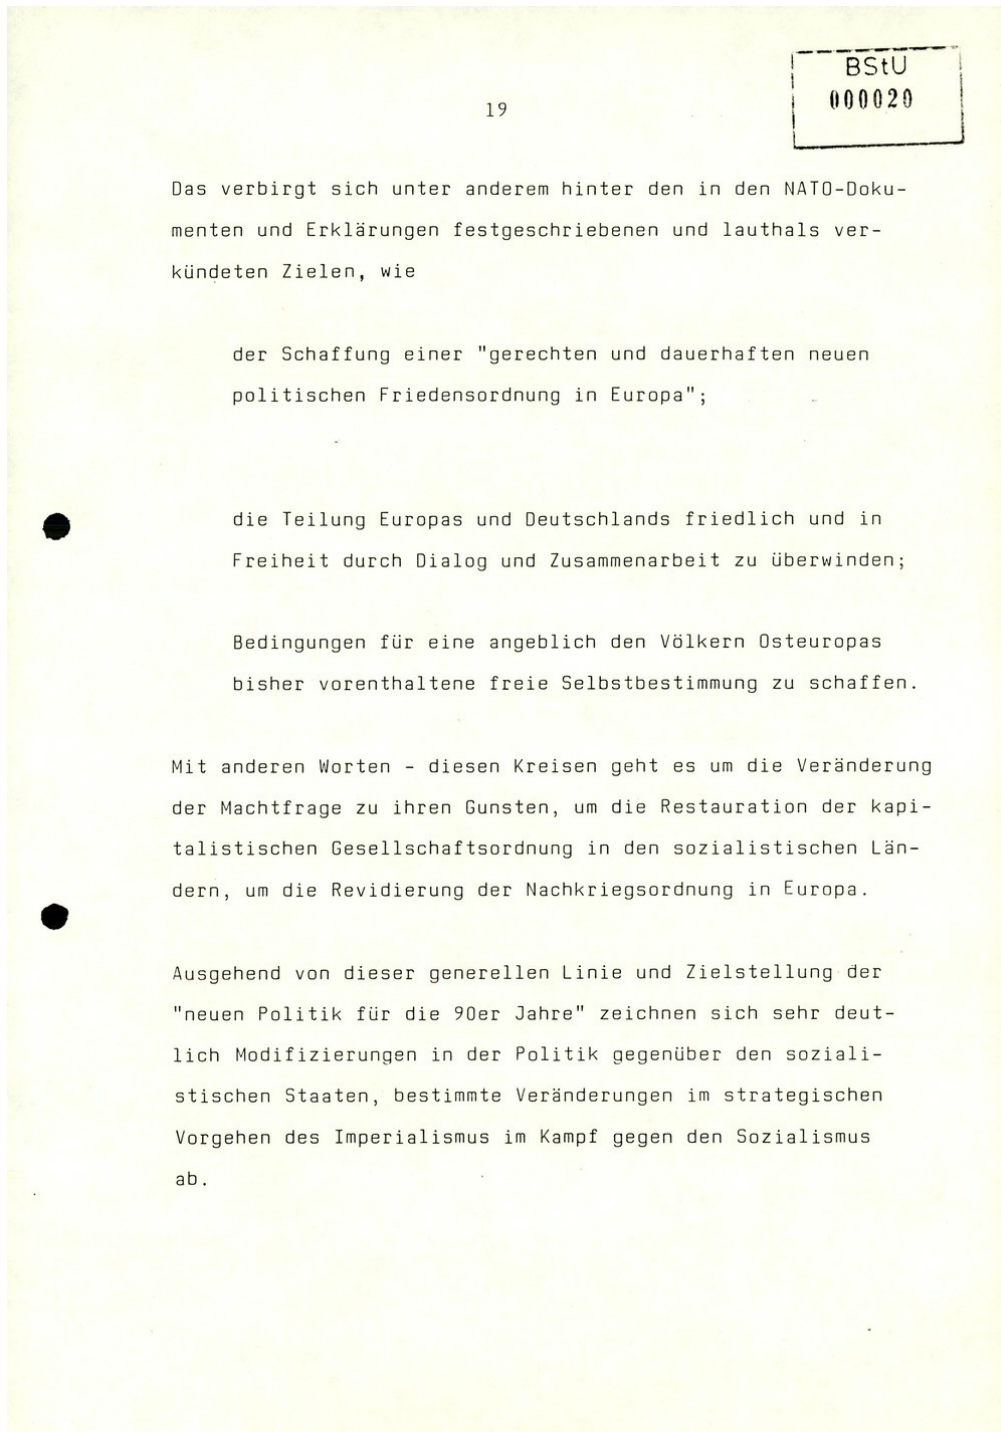 BStU
000020
19
Das verbirgt sich unter anderem hinter den in den NATO-Doku-
menten und Erklärungen festgeschriebenen und lauthals ver-
kündeten Zielen, wie
der Schaffung einer "gerechten und dauerhaften neuen
politischen Friedensordnung in Europa";
die Teilung Europas und Deutschlands friedlich und in
Freiheit durch Dialog und Zusammenarbeit zu überwinden;
Bedingungen für eine angeblich den Völkern Osteuropas
bisher vorenthaltene freie Selbstbestimmung zu schaffen.
Mit anderen Worten - diesen Kreisen geht es um die Veränderung
der Machtfrage zu ihren Gunsten, um die Restauration der kapi-
talistischen Gesellschaftsordnung in den sozialistischen Län-
dern, um die Revidierung der Nachkriegsordnung in Europa.
Ausgehend von dieser generellen Linie und Zielstellung der
"neuen Politik für die 90er Jahre" zeichnen sich sehr deut-
lich Modifizierungen in der Politik gegenüber den soziali-
stischen Staaten, bestimmte Veränderungen im strategischen
Vorgehen des Imperialismus im Kampf gegen den Sozialismus
ab.